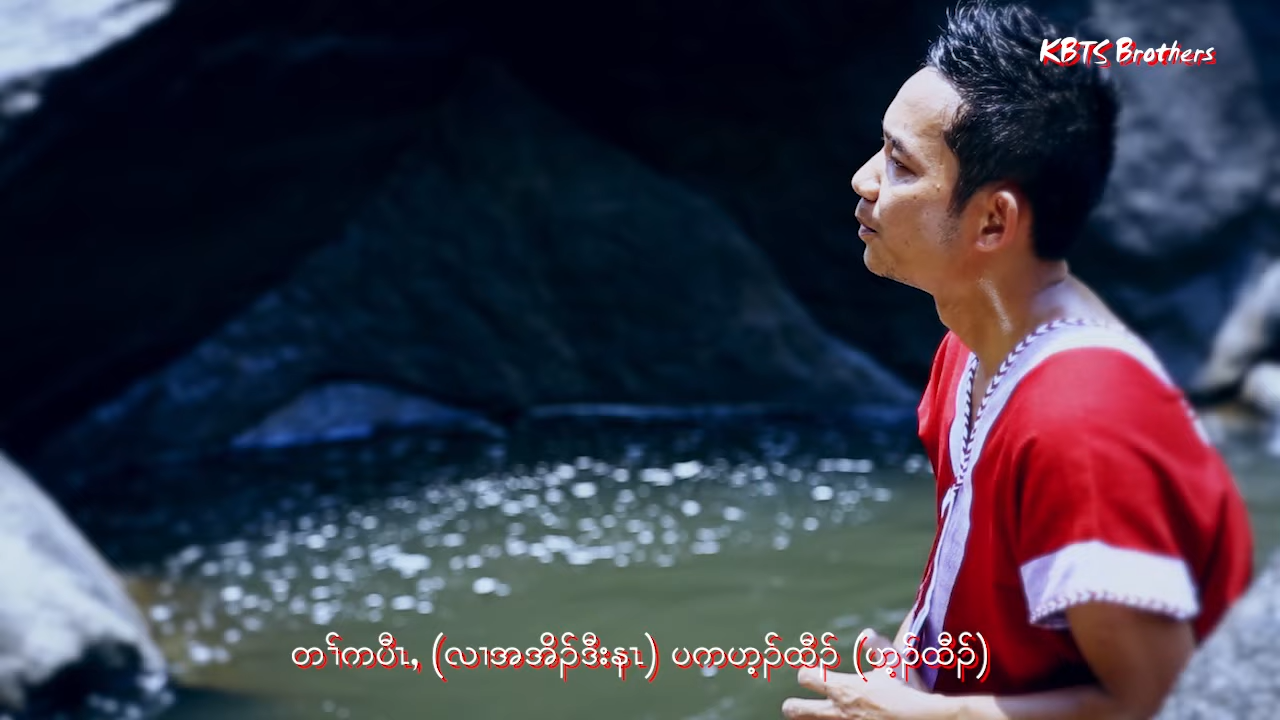 KBTS Brothers
တၢ်ကပီၤ, (လၢအအိၣ်ဒီးနၤ) ပကဟ့ၣ်ထီၣ် (ဟ့ၣ်ထီၣ်)